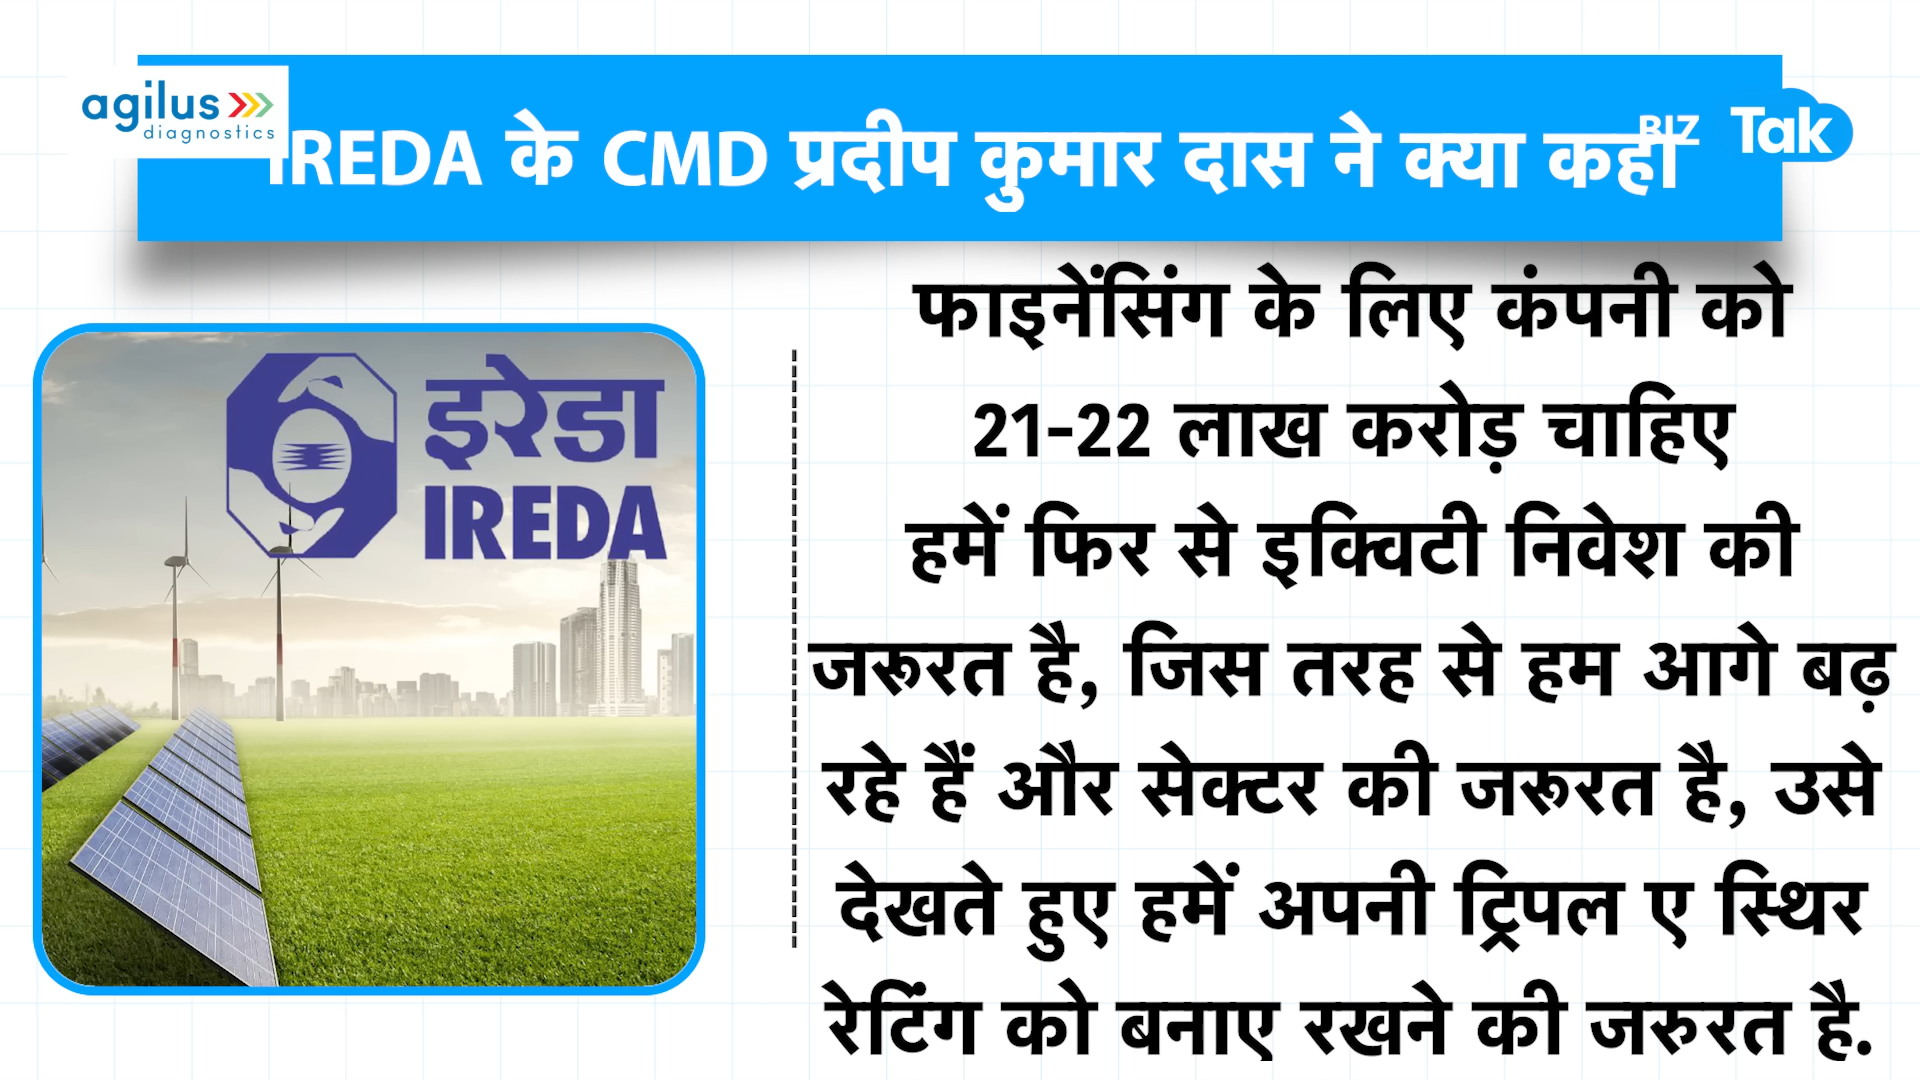 agilus
diagnostics
IREDA के CMD प्रदीप कुमार दास ने क्या कहा
BIZ Tak
इरेडा
IREDA
फाइनेंसिंग के लिए कंपनी को
21-22 लाख करोड़ चाहिए
हमें फिर से इक्विटी निवेश की
जरूरत है, जिस तरह से हम आगे बढ़
रहे हैं और सेक्टर की जरूरत है, उसे
देखते हुए हमें अपनी ट्रिपल ए स्थिर
रेटिंग को बनाए रखने की जरुरत है.